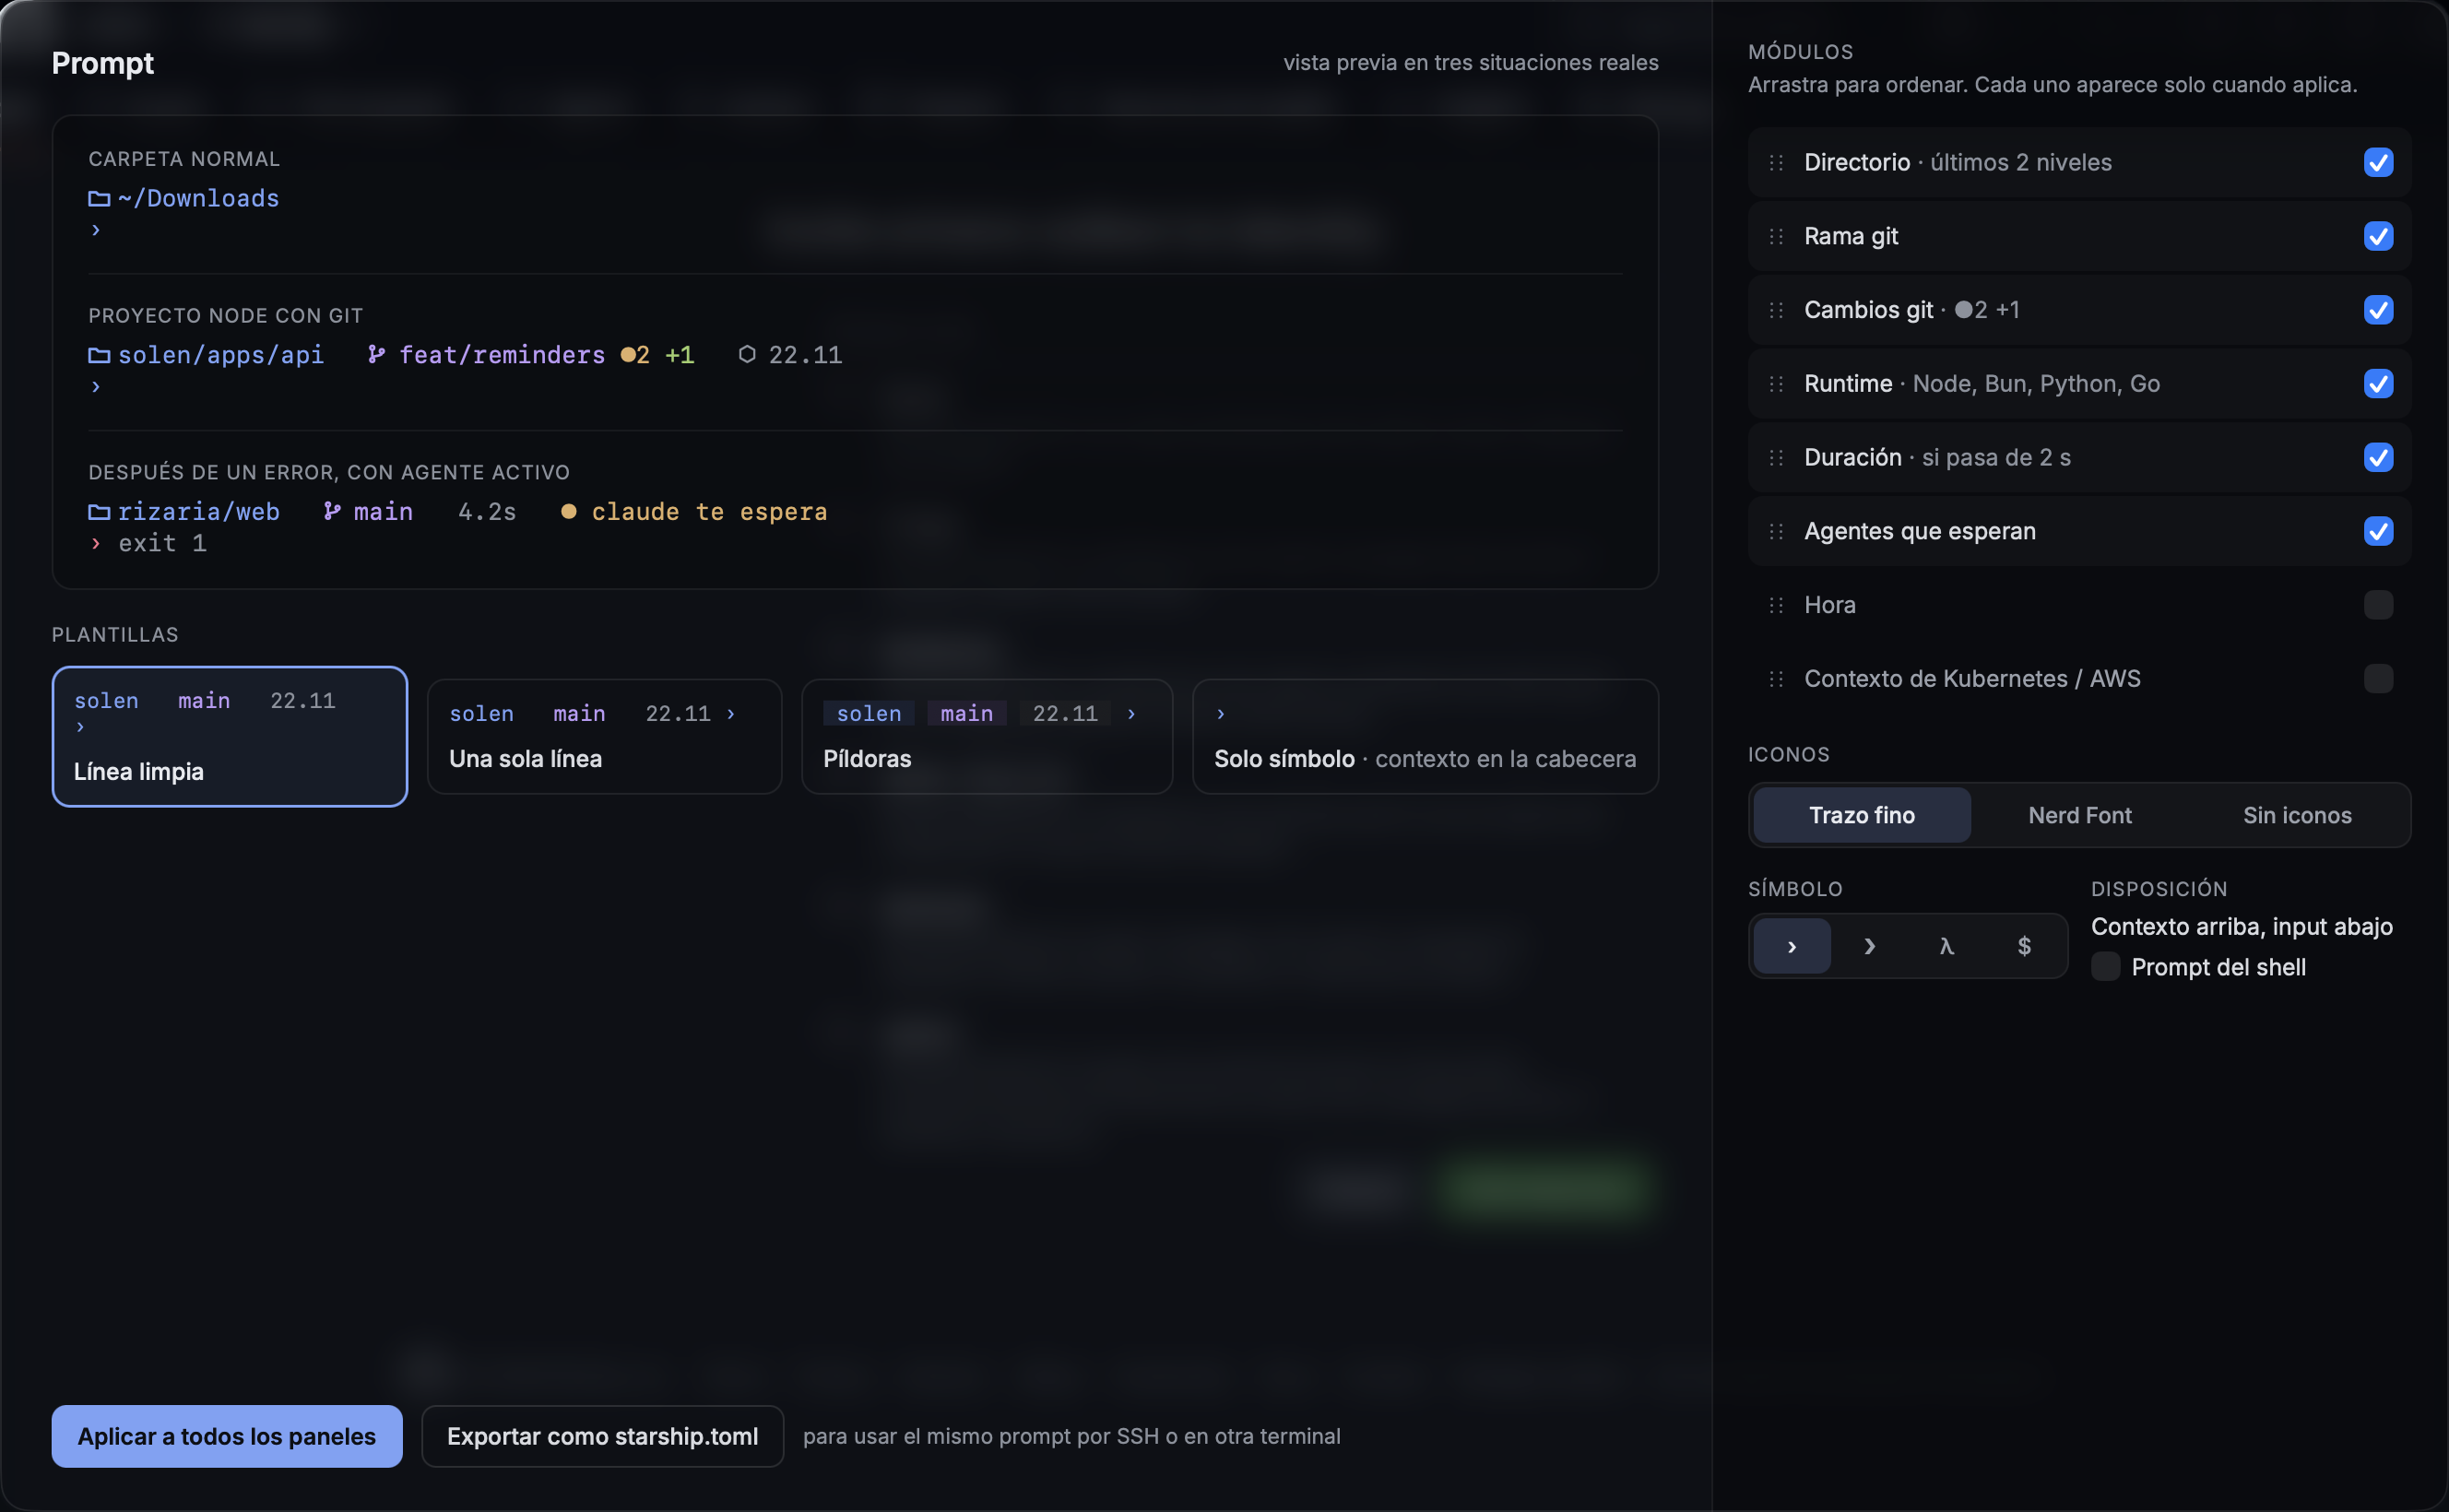 Prompt
vista previa en tres situaciones reales
CARPETA NORMAL
~/Downloads
›
PROYECTO NODE CON GIT
solen/apps/api feat/reminders ●2 +1 ⬡ 22.11
›
DESPUÉS DE UN ERROR, CON AGENTE ACTIVO
rizaria/web main 4.2s ● claude te espera
› exit 1
PLANTILLAS
solen main 22.11
›
Línea limpia
solen main 22.11 ›
Una sola línea
solen main 22.11 ›
Píldoras
›
Solo símbolo · contexto en la cabecera
Aplicar a todos los paneles
Exportar como starship.toml
para usar el mismo prompt por SSH o en otra terminal
MÓDULOS
Arrastra para ordenar. Cada uno aparece solo cuando aplica.
Directorio · últimos 2 niveles
Rama git
Cambios git · ●2 +1
Runtime · Node, Bun, Python, Go
Duración · si pasa de 2 s
Agentes que esperan
Hora
Contexto de Kubernetes / AWS
ICONOS
Trazo fino Nerd Font Sin iconos
SÍMBOLO
› ❯ λ $
DISPOSICIÓN
Contexto arriba, input abajo
Prompt del shell